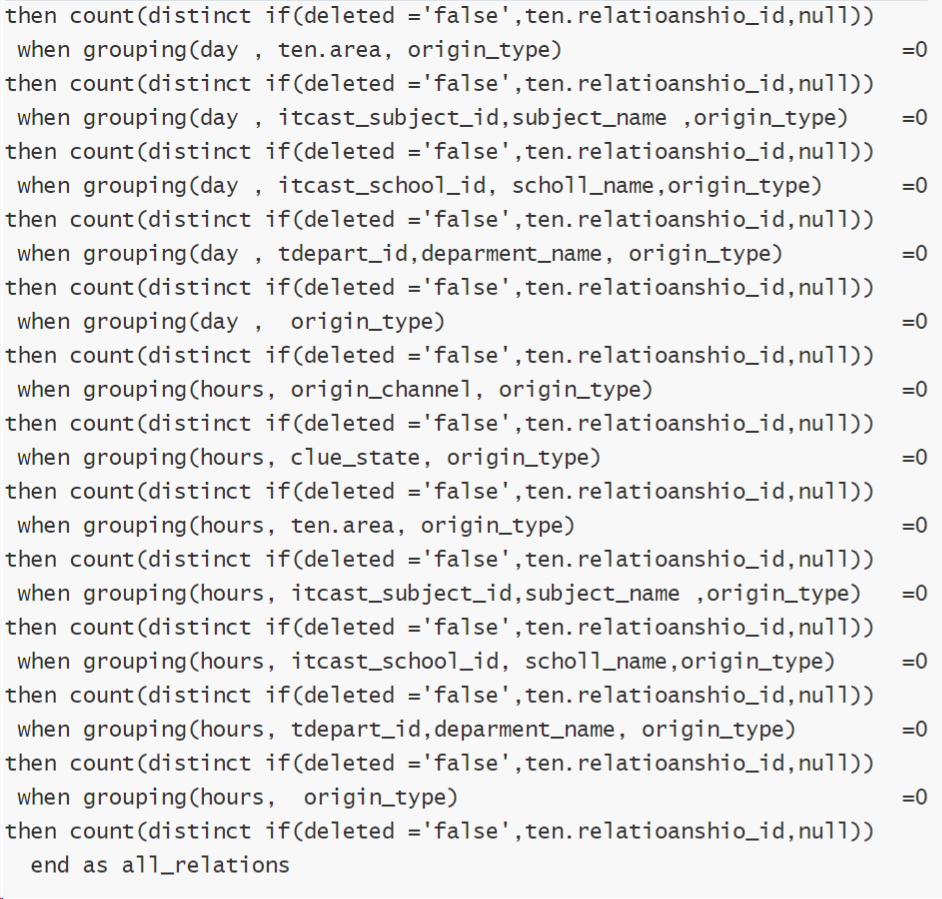 then count(distinct if(deleted ='false',ten.relatioanshio_id,null))
when grouping(day , ten.area, origin_type) =0
then count(distinct if(deleted ='false',ten.relatioanshio_id,null))
when grouping(day , itcast_subject_id,subject_name ,origin_type) =0
then count(distinct if(deleted ='false',ten.relatioanshio_id,null))
when grouping(day , itcast_school_id, scholl_name,origin_type) =0
then count(distinct if(deleted ='false',ten.relatioanshio_id,null))
when grouping(day , tdepart_id,deparment_name, origin_type) =0
then count(distinct if(deleted ='false',ten.relatioanshio_id,null))
when grouping(day ,  origin_type) =0
then count(distinct if(deleted ='false',ten.relatioanshio_id,null))
when grouping(hours, origin_channel, origin_type) =0
then count(distinct if(deleted ='false',ten.relatioanshio_id,null))
when grouping(hours, clue_state, origin_type) =0
then count(distinct if(deleted ='false',ten.relatioanshio_id,null))
when grouping(hours, ten.area, origin_type) =0
then count(distinct if(deleted ='false',ten.relatioanshio_id,null))
when grouping(hours, itcast_subject_id,subject_name ,origin_type) =0
then count(distinct if(deleted ='false',ten.relatioanshio_id,null))
when grouping(hours, itcast_school_id, scholl_name,origin_type) =0
then count(distinct if(deleted ='false',ten.relatioanshio_id,null))
when grouping(hours, tdepart_id,deparment_name, origin_type) =0
then count(distinct if(deleted ='false',ten.relatioanshio_id,null))
when grouping(hours,  origin_type) =0
then count(distinct if(deleted ='false',ten.relatioanshio_id,null))
end as all_relations